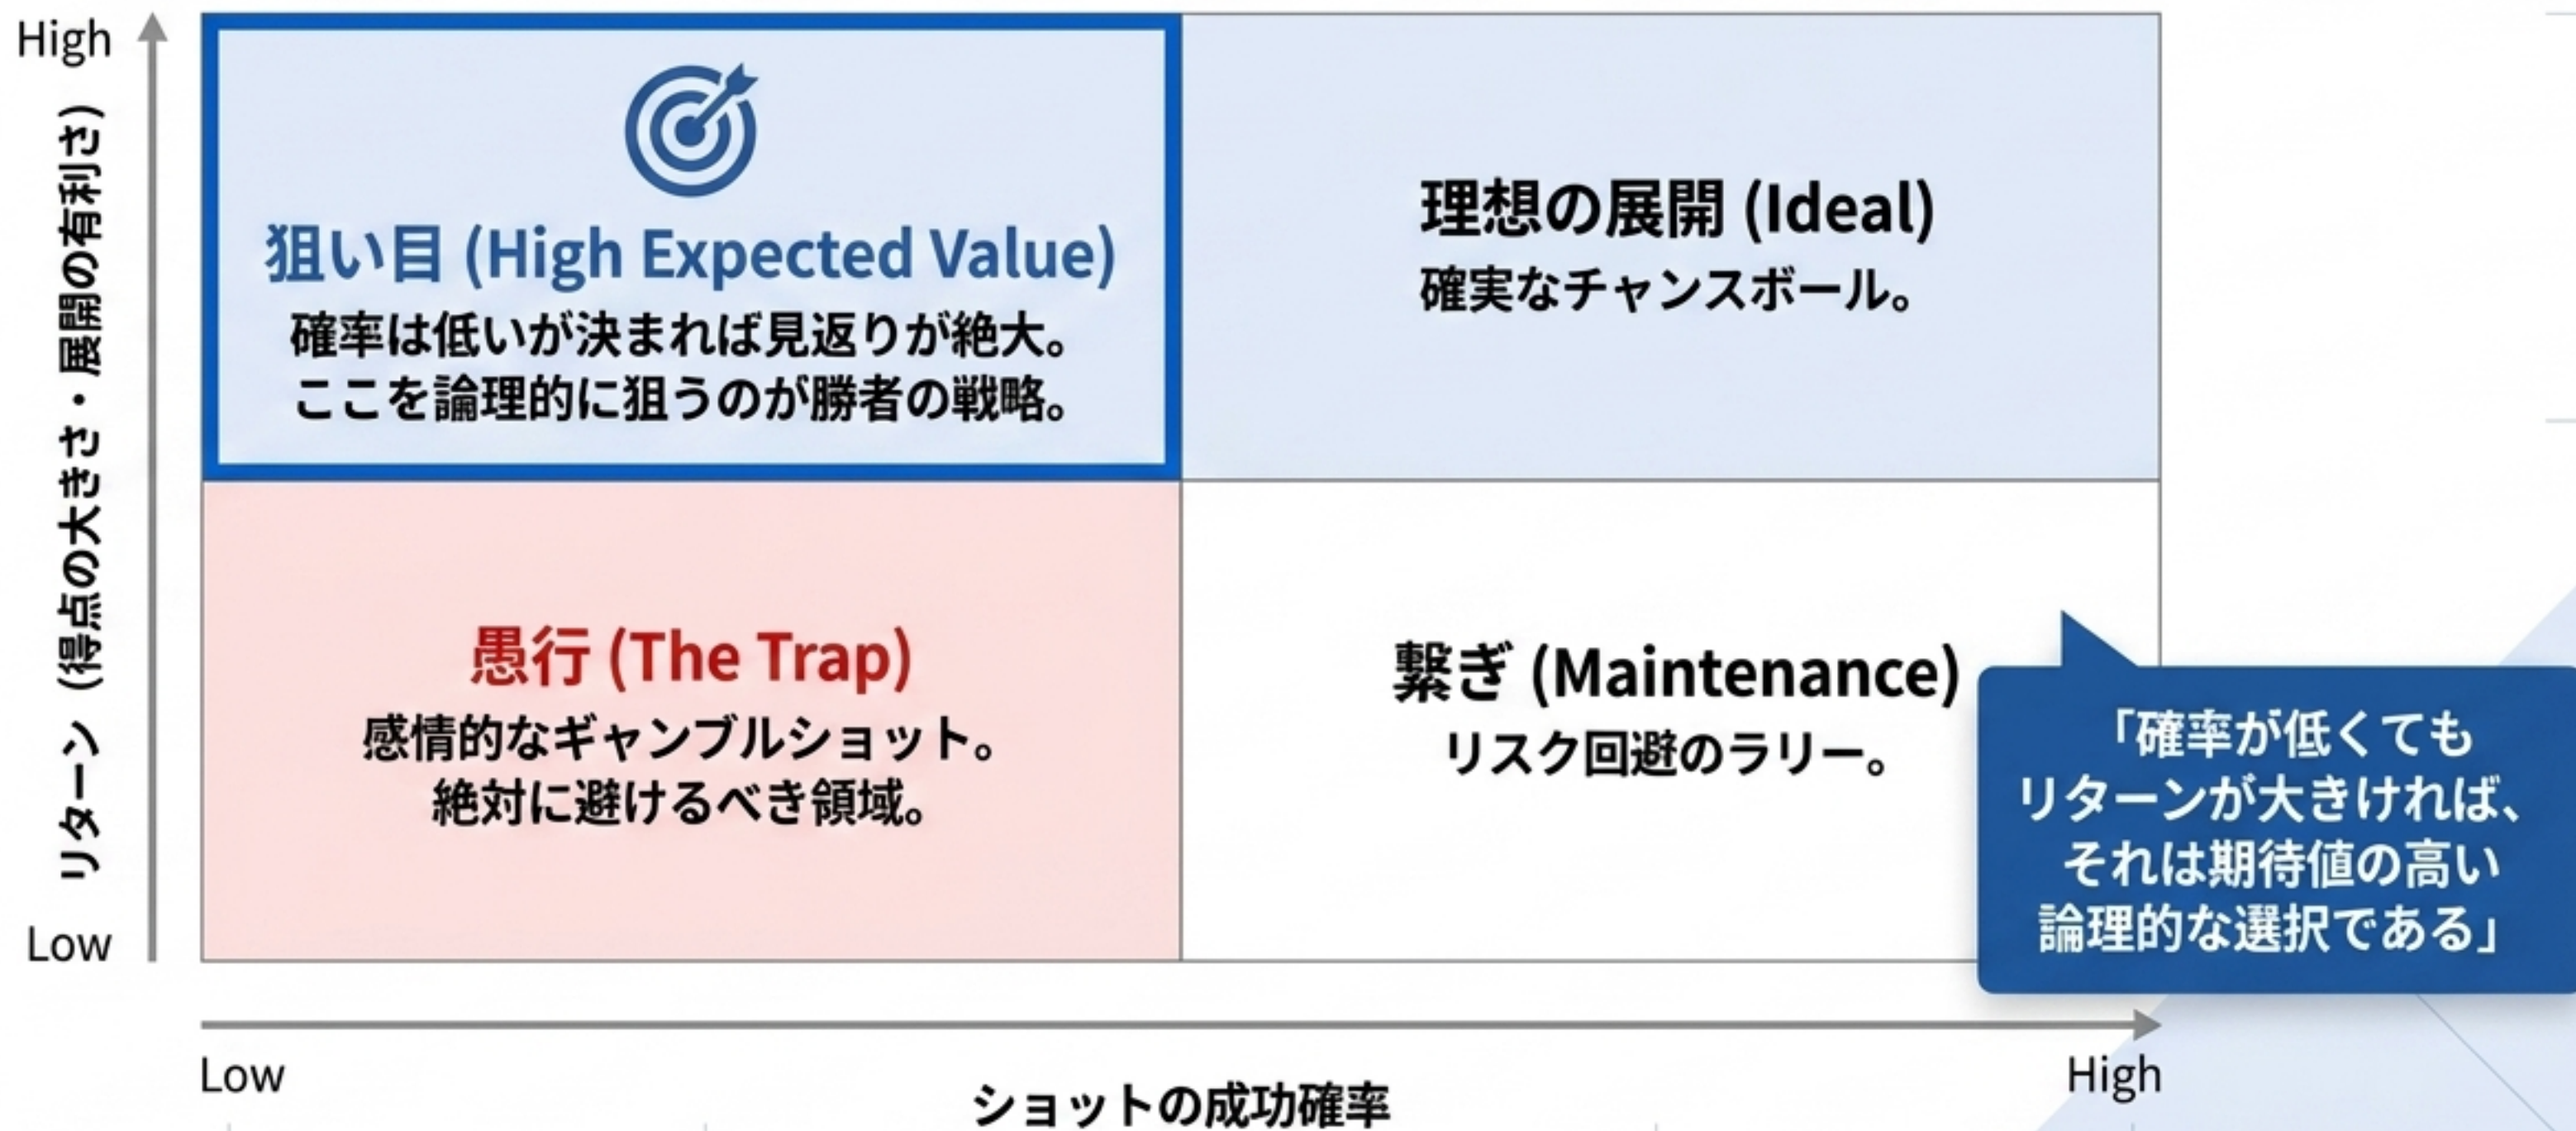 High
リターン（得点の大きさ・展開の有利さ）
Low
狙い目 (High Expected Value)
確率は低いが決まれば見返りが絶大。
ここを論理的に狙うのが勝者の戦略。
理想の展開 (Ideal)
確実なチャンスボール。
愚行 (The Trap)
感情的なギャンブルショット。
絶対に避けるべき領域。
繋ぎ (Maintenance)
リスク回避のラリー。
「確率が低くても
リターンが大きければ、
それは期待値の高い
論理的な選択である」
Low
ショットの成功確率
High